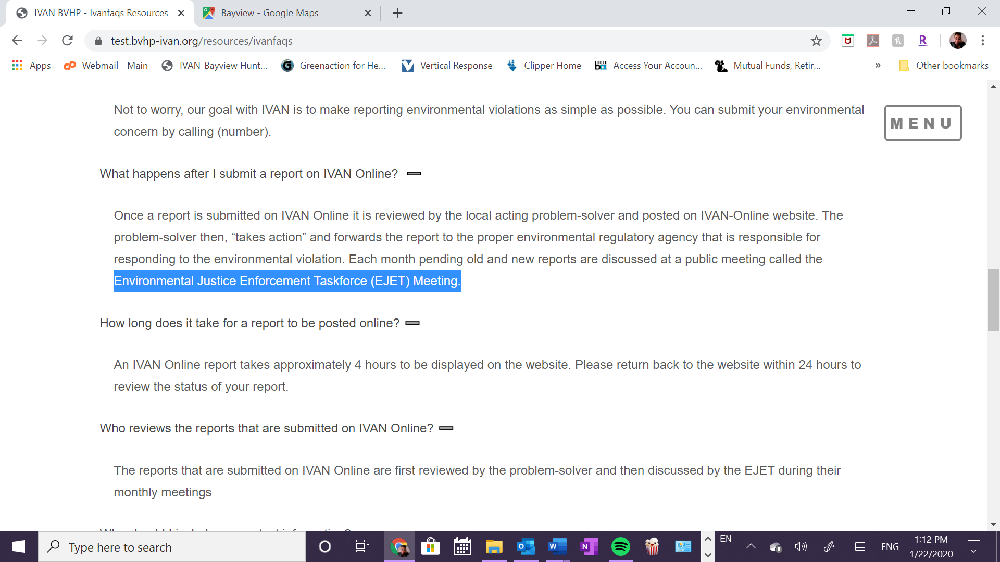 IVAN BVHP - Ivanfaqs Resources
Bayview - Google Maps
test.bvhp-ivan.org/resources/ivanfaqs
Apps
Webmail - Main
IVAN-Bayview Hunt...
Greenaction for He...
Vertical Response
Clipper Home
Access Your Accoun...
Mutual Funds, Retir...
»
Other bookmarks
Not to worry, our goal with IVAN is to make reporting environmental violations as simple as possible. You can submit your environmental
concern by calling (number).
MENU
What happens after I submit a report on IVAN Online?
Once a report is submitted on IVAN Online it is reviewed by the local acting problem-solver and posted on IVAN-Online website. The
problem-solver then, “takes action” and forwards the report to the proper environmental regulatory agency that is responsible for
responding to the environmental violation. Each month pending old and new reports are discussed at a public meeting called the
Environmental Justice Enforcement Taskforce (EJET) Meeting.
How long does it take for a report to be posted online?
An IVAN Online report takes approximately 4 hours to be displayed on the website. Please return back to the website within 24 hours to
review the status of your report.
Who reviews the reports that are submitted on IVAN Online?
The reports that are submitted on IVAN Online are first reviewed by the problem-solver and then discussed by the EJET during their
monthly meetings
Type here to search
EN
ENG
1:12 PM
1/22/2020